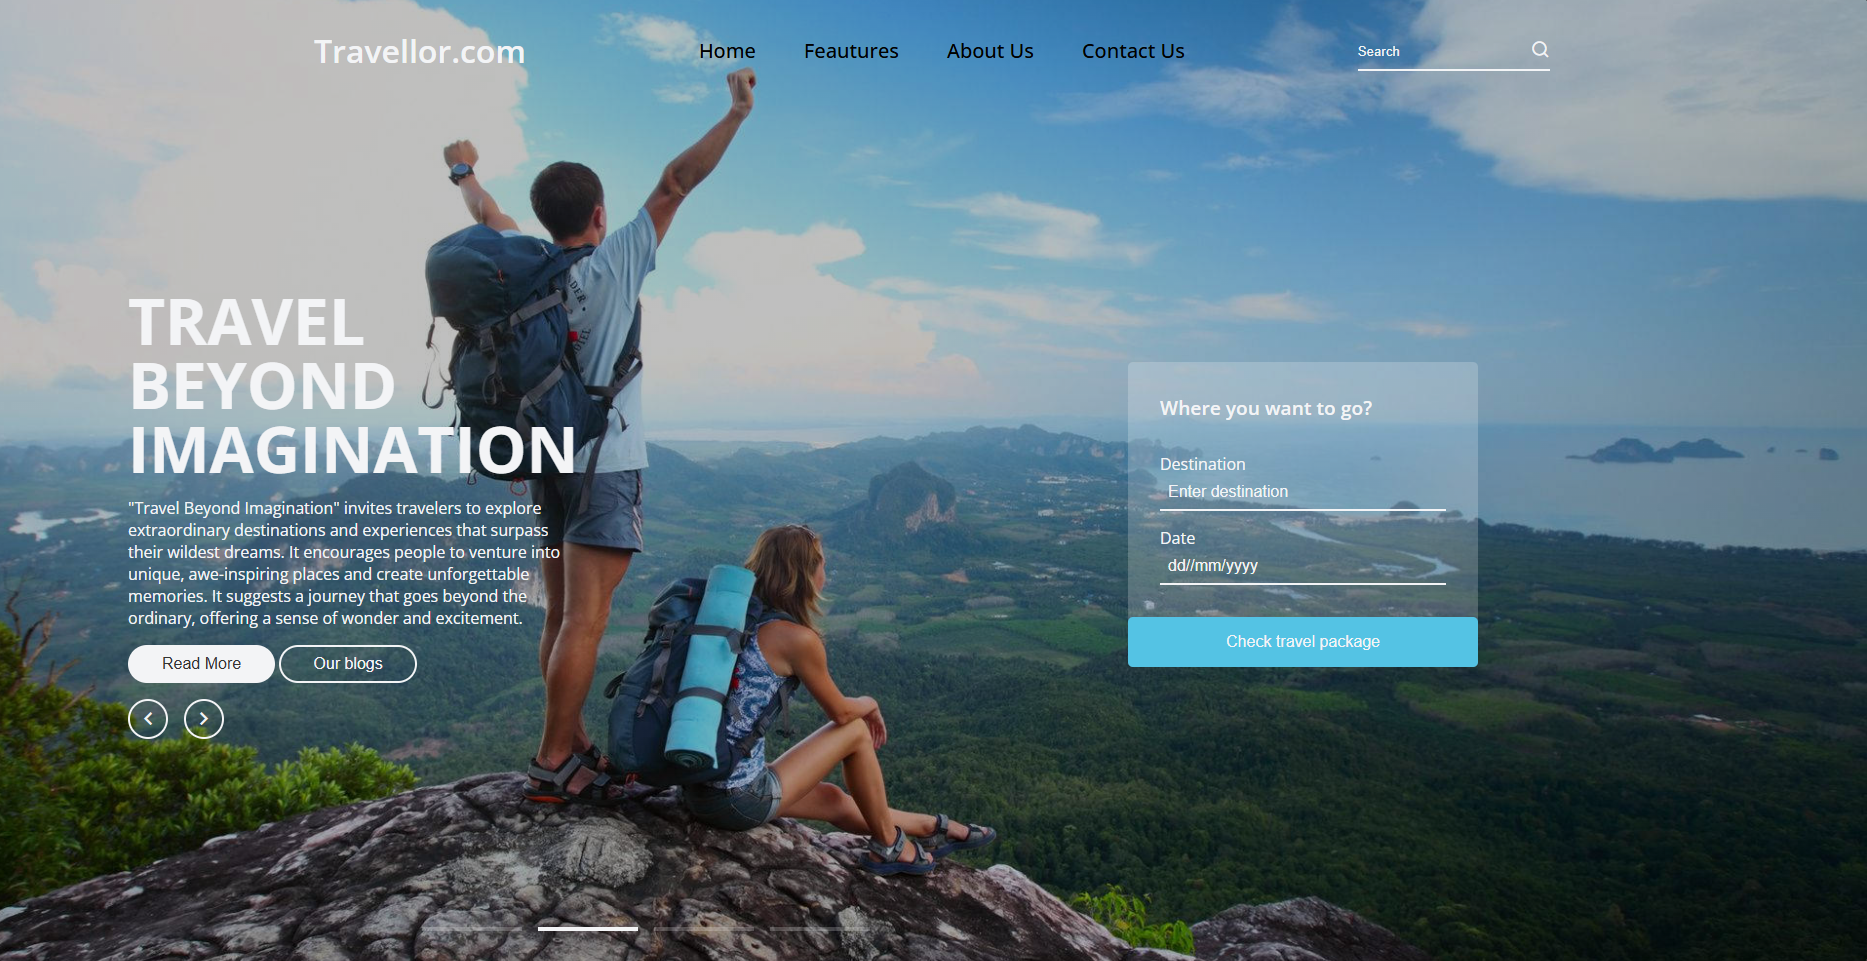 Travellor.com
Home
Feautures
About Us
Contact Us
Search
TRAVEL
BEYOND
IMAGINATION
"Travel Beyond Imagination" invites travelers to explore
extraordinary destinations and experiences that surpass
their wildest dreams. It encourages people to venture into
unique, awe-inspiring places and create unforgettable
memories. It suggests a journey that goes beyond the
ordinary, offering a sense of wonder and excitement.
Read More
Our blogs
Where you want to go?
Destination
Enter destination
Date
dd//mm/yyyy
Check travel package